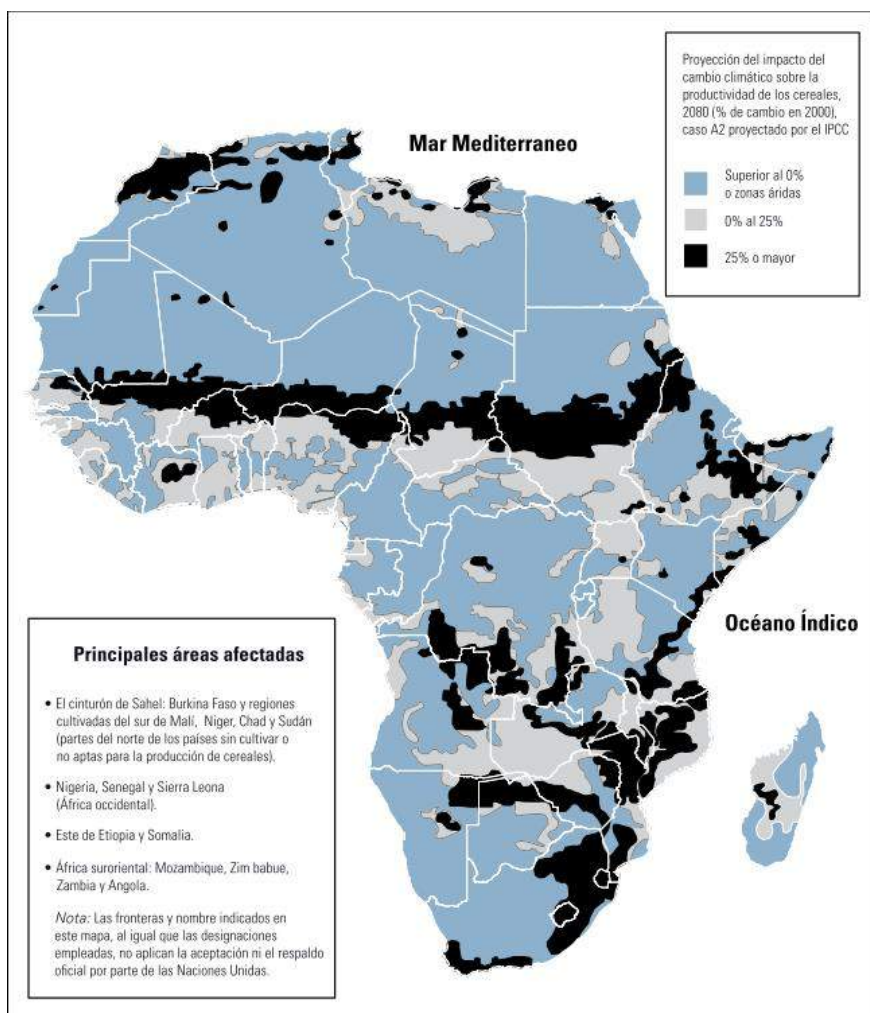 Proyección del impacto del
cambio climático sobre la
productividad de los cereales,
2080 (% de cambio en 2000),
caso A2 proyectado por el IPCC
Superior al 0%
o zonas áridas
0% al 25%
25% o mayor
Mar Mediterraneo
Océano Índico
Principales áreas afectadas
• El cinturón de Sahel: Burkina Faso y regiones
cultivadas del sur de Malí, Niger, Chad y Sudán
(partes del norte de los países sin cultivar o
no aptas para la producción de cereales).
• Nigeria, Senegal y Sierra Leona
(África occidental).
• Este de Etiopia y Somalia.
• África suroriental: Mozambique, Zim babue,
Zambia y Angola.
Nota: Las fronteras y nombre indicados en
este mapa, al igual que las designaciones
empleadas, no aplican la aceptación ni el respaldo
oficial por parte de las Naciones Unidas.